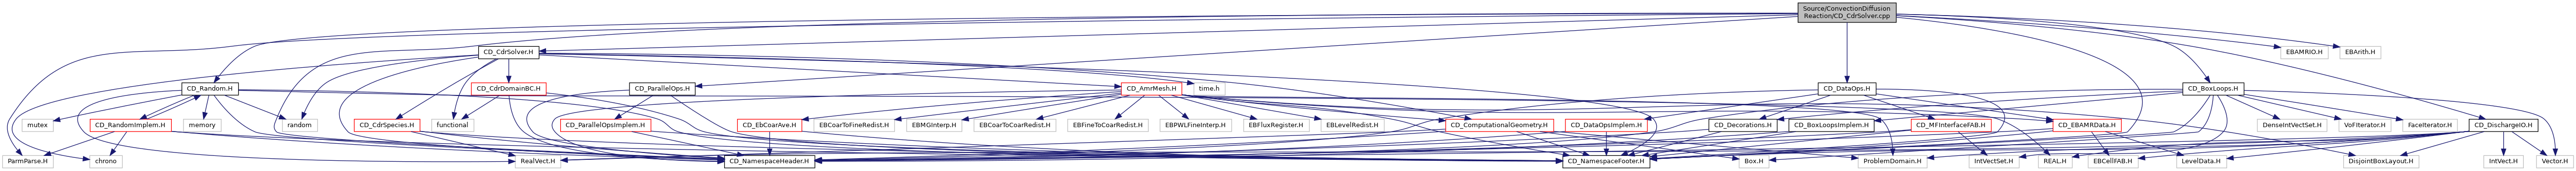 Source/ConvectionDiffusion
Reaction/CD_CdrSolver.cpp
CD_CdrSolver.H
EBAMRIO.H
EBArith.H
CD_Random.H
CD_CdrDomainBC.H
CD_ParallelOps.H
CD_AmrMesh.H
time.h
CD_DataOps.H
CD_BoxLoops.H
mutex
CD_RandomImplem.H
memory
random
CD_CdrSpecies.H
functional
CD_ParallelOpsImplem.H
CD_EbCoarAve.H
EBCoarToFineRedist.H
EBMGInterp.H
EBCoarToCoarRedist.H
EBFineToCoarRedist.H
EBPWLFineInterp.H
EBFluxRegister.H
EBLevelRedist.H
CD_ComputationalGeometry.H
CD_DataOpsImplem.H
CD_Decorations.H
CD_BoxLoopsImplem.H
CD_MFInterfaceFAB.H
CD_EBAMRData.H
DenseIntVectSet.H
VoFIterator.H
FaceIterator.H
CD_DischargeIO.H
ParmParse.H
chrono
RealVect.H
CD_NamespaceHeader.H
CD_NamespaceFooter.H
Box.H
ProblemDomain.H
IntVectSet.H
REAL.H
EBCellFAB.H
LevelData.H
DisjointBoxLayout.H
IntVect.H
Vector.H